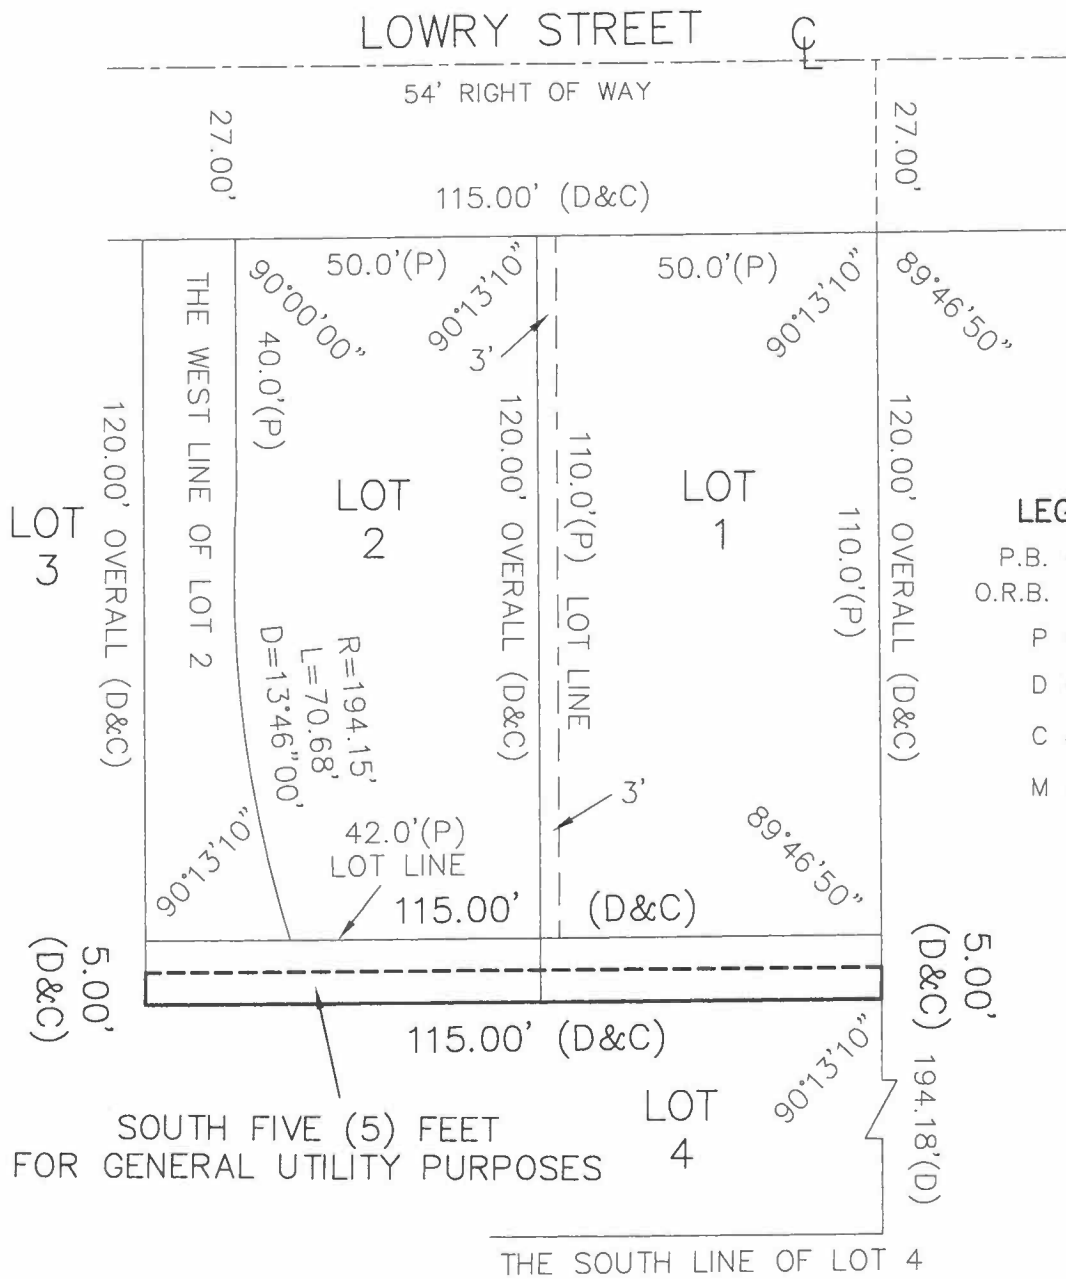 LOWRY STREET
CL
54' RIGHT OF WAY
27.00'
27.00'
115.00' (D&C)
50.0'(P)
50.0'(P)
90°00'00"
90°13'10"
90°13'10"
89°46'50"
THE WEST LINE OF LOT 2
40.0'(P)
3'
120.00' OVERALL (D&C)
120.00' OVERALL (D&C)
110.0'(P) LOT LINE
110.0'(P)
120.00' OVERALL (D&C)
LOT
3
LOT
2
LOT
1
LEG
P.B.
O.R.B.
P
D
C
M
R=194.15'
L=70.68'
D=13°46"00'
3'
90°13'10"
42.0'(P)
LOT LINE
89°46'50"
115.00' (D&C)
5.00'
(D&C)
5.00'
(D&C)
115.00' (D&C)
90°13'10"
194.18'(D)
SOUTH FIVE (5) FEET
FOR GENERAL UTILITY PURPOSES
LOT
4
THE SOUTH LINE OF LOT 4